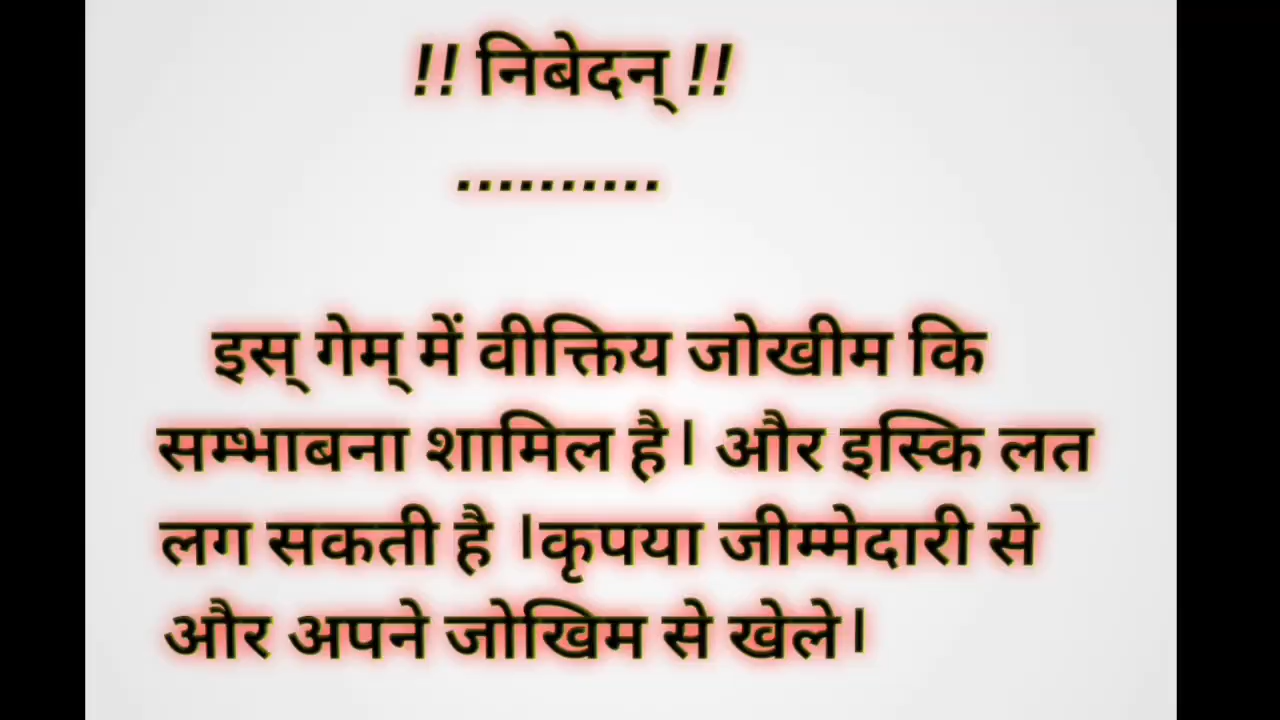 !! निबेदन् !!
..........
इस् गेम् में वीत्तिय जोखीम कि
सम्भाबना शामिल है। और इस्कि लत
लग सकती है ।कृपया जीम्मेदारी से
और अपने जोखिम से खेले।